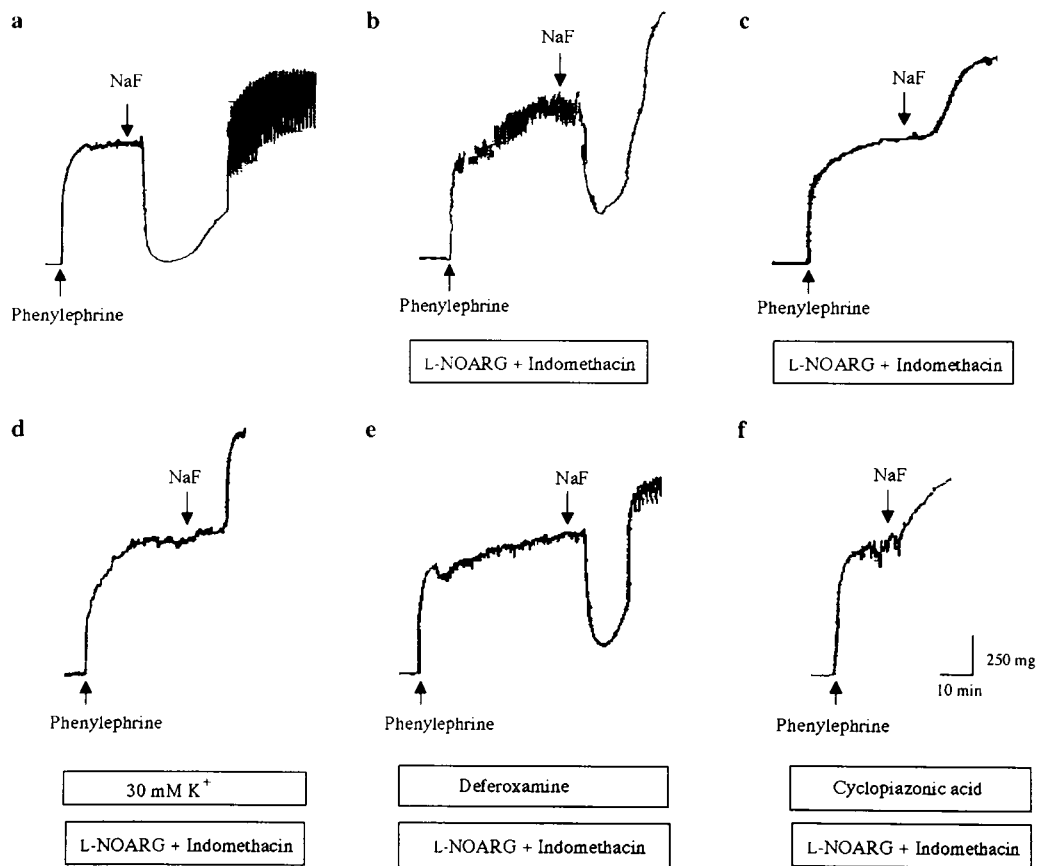 a
NaF
Phenylephrine
b
NaF
Phenylephrine
L-NOARG + Indomethacin
c
NaF
Phenylephrine
L-NOARG + Indomethacin
d
NaF
Phenylephrine
30 mM K⁺
L-NOARG + Indomethacin
e
NaF
Phenylephrine
Deferoxamine
L-NOARG + Indomethacin
f
NaF
Phenylephrine
250 mg
10 min
Cyclopiazonic acid
L-NOARG + Indomethacin